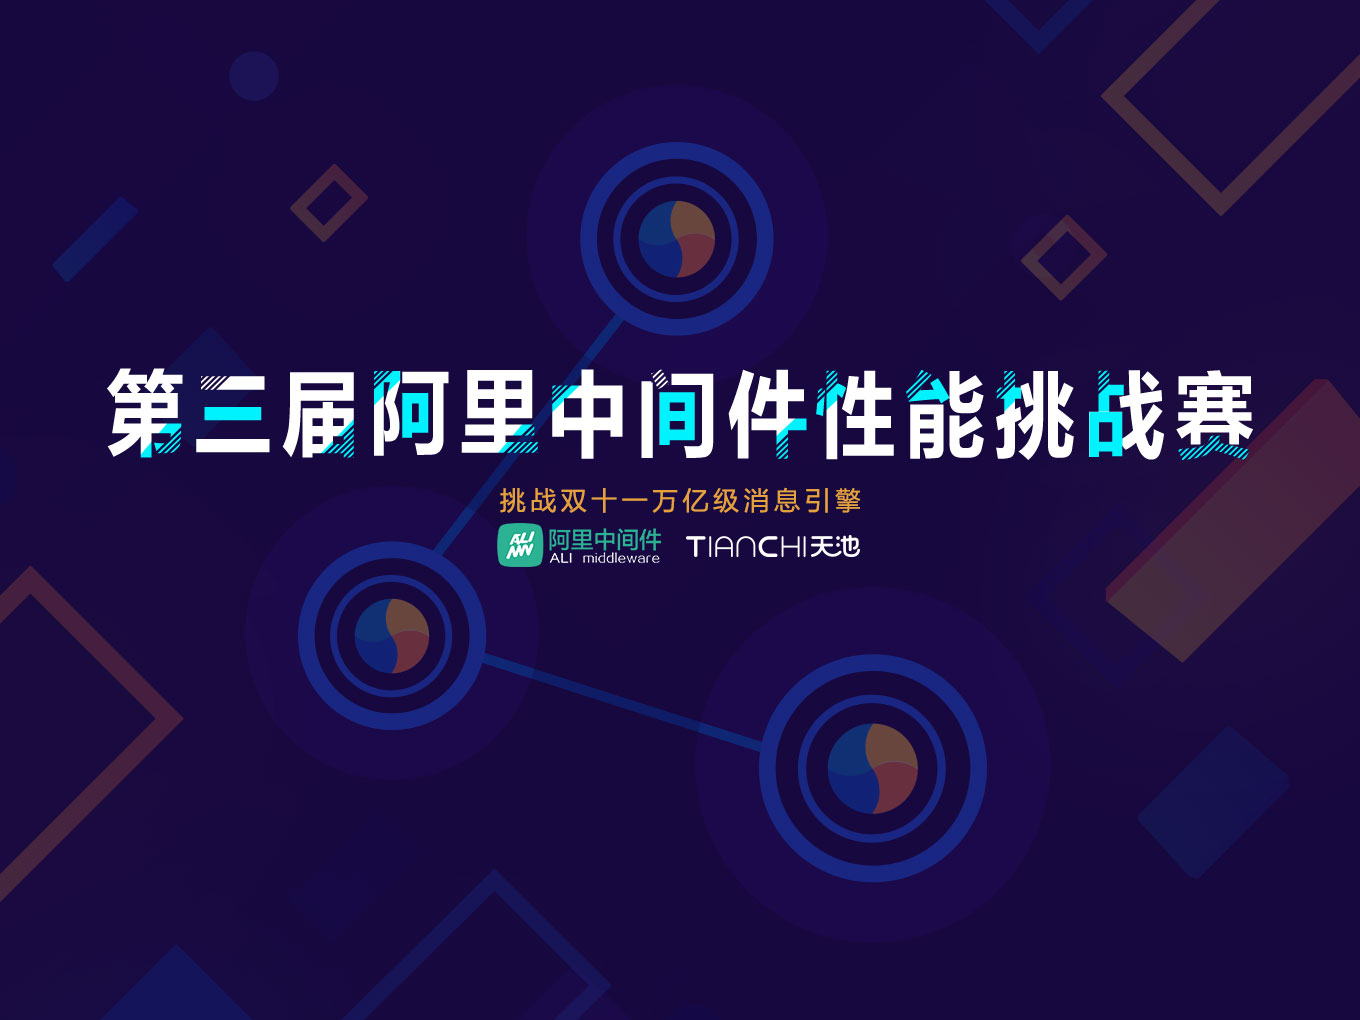 第三届阿里中间件性能挑战赛
挑战双十一万亿级消息引擎
ALI MW 阿里中间件 TIANCHI天池
ALI middleware